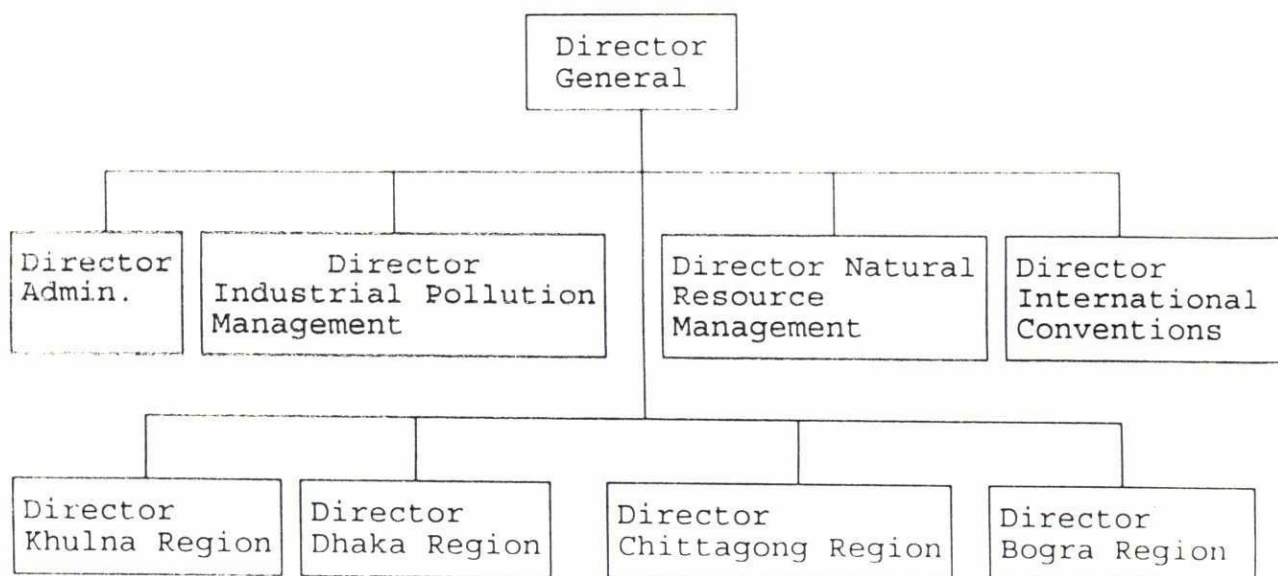 Director
General
Director
Admin.
Director
Industrial Pollution
Management
Director Natural
Resource
Management
Director
International
Conventions
Director
Khulna Region
Director
Dhaka Region
Director
Chittagong Region
Director
Bogra Region